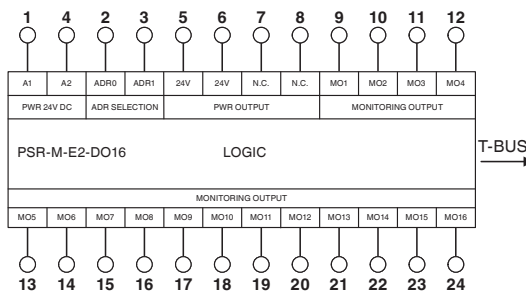 1 4 2 3 5 6 7 8 9 10 11 12
A1 A2 ADR0 ADR1 24V 24V N.C. N.C. MO1 MO2 MO3 MO4
PWR 24V DC ADR SELECTION PWR OUTPUT MONITORING OUTPUT
PSR-M-E2-DO16 LOGIC T-BUS
MONITORING OUTPUT
MO5 MO6 MO7 MO8 MO9 MO10 MO11 MO12 MO13 MO14 MO15 MO16
13 14 15 16 17 18 19 20 21 22 23 24